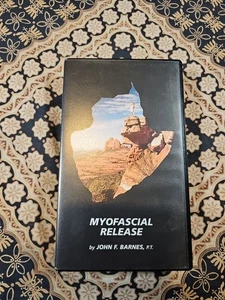 MYOFASCIAL
RELEASE
by JOHN F. BARNES, P.T.